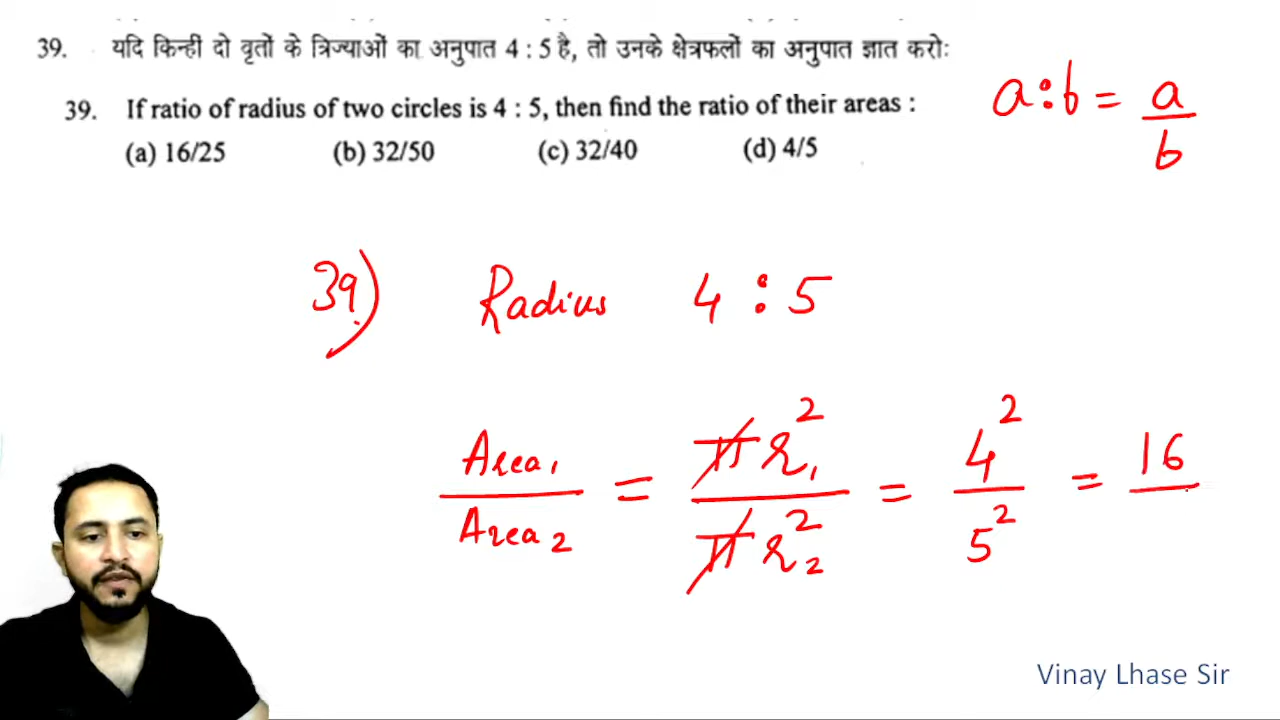 39. यदि किन्हीं दो वृतों के त्रिज्याओं का अनुपात 4 : 5 है, तो उनके क्षेत्रफलों का अनुपात ज्ञात करो:
39. If ratio of radius of two circles is 4 : 5, then find the ratio of their areas :
(a) 16/25 (b) 32/50 (c) 32/40 (d) 4/5
a:b = a/b
39) Radius 4 : 5
Area₁/Area₂ = πr₁²/πr₂² = 4²/5² = 16/
Vinay Lhase Sir